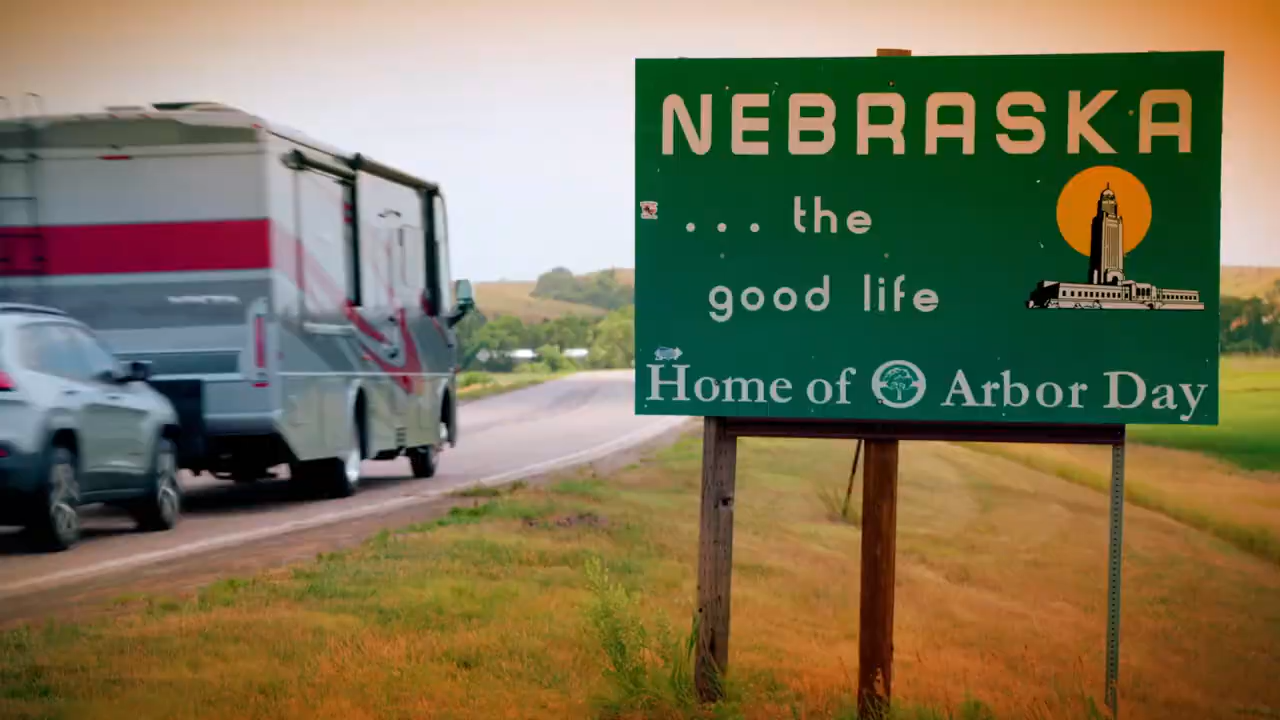 NEBRASKA
. . . the
good life
Home of Arbor Day